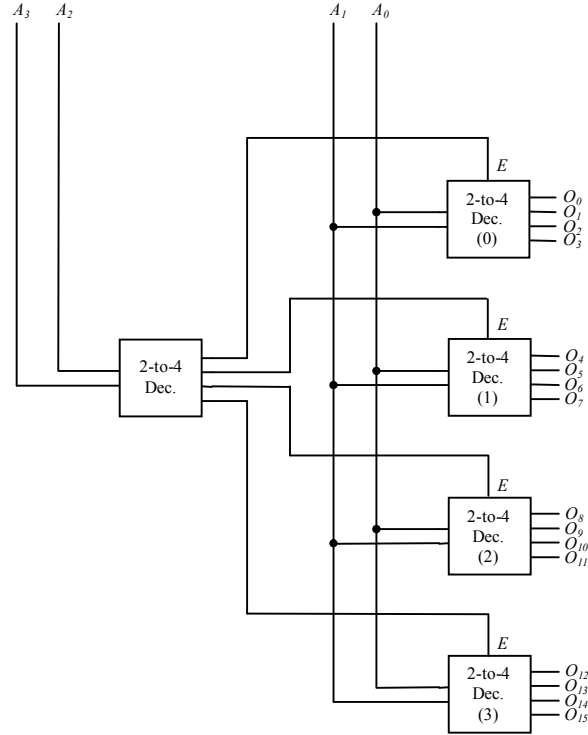 A3 A2 A1 A0
E
2-to-4
Dec.
(0)
O0
O1
O2
O3
E
2-to-4
Dec.
(1)
O4
O5
O6
O7
2-to-4
Dec.
E
2-to-4
Dec.
(2)
O8
O9
O10
O11
E
2-to-4
Dec.
(3)
O12
O13
O14
O15